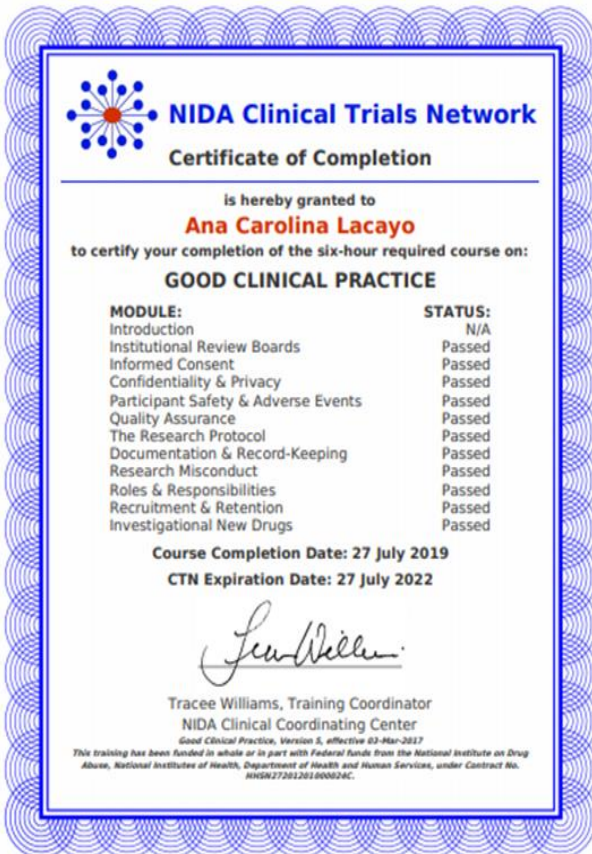 NIDA Clinical Trials Network
Certificate of Completion
is hereby granted to
Ana Carolina Lacayo
to certify your completion of the six-hour required course on:
GOOD CLINICAL PRACTICE
MODULE: STATUS:
Introduction N/A
Institutional Review Boards Passed
Informed Consent Passed
Confidentiality & Privacy Passed
Participant Safety & Adverse Events Passed
Quality Assurance Passed
The Research Protocol Passed
Documentation & Record-Keeping Passed
Research Misconduct Passed
Roles & Responsibilities Passed
Recruitment & Retention Passed
Investigational New Drugs Passed
Course Completion Date: 27 July 2019
CTN Expiration Date: 27 July 2022
Tracee Williams, Training Coordinator
NIDA Clinical Coordinating Center
Good Clinical Practice, Version 5, effective 03-Mar-2017
This training has been funded in whole or in part with Federal funds from the National Institute on Drug
Abuse, National Institutes of Health, Department of Health and Human Services, under Contract No.
HHSN27201201000024C.